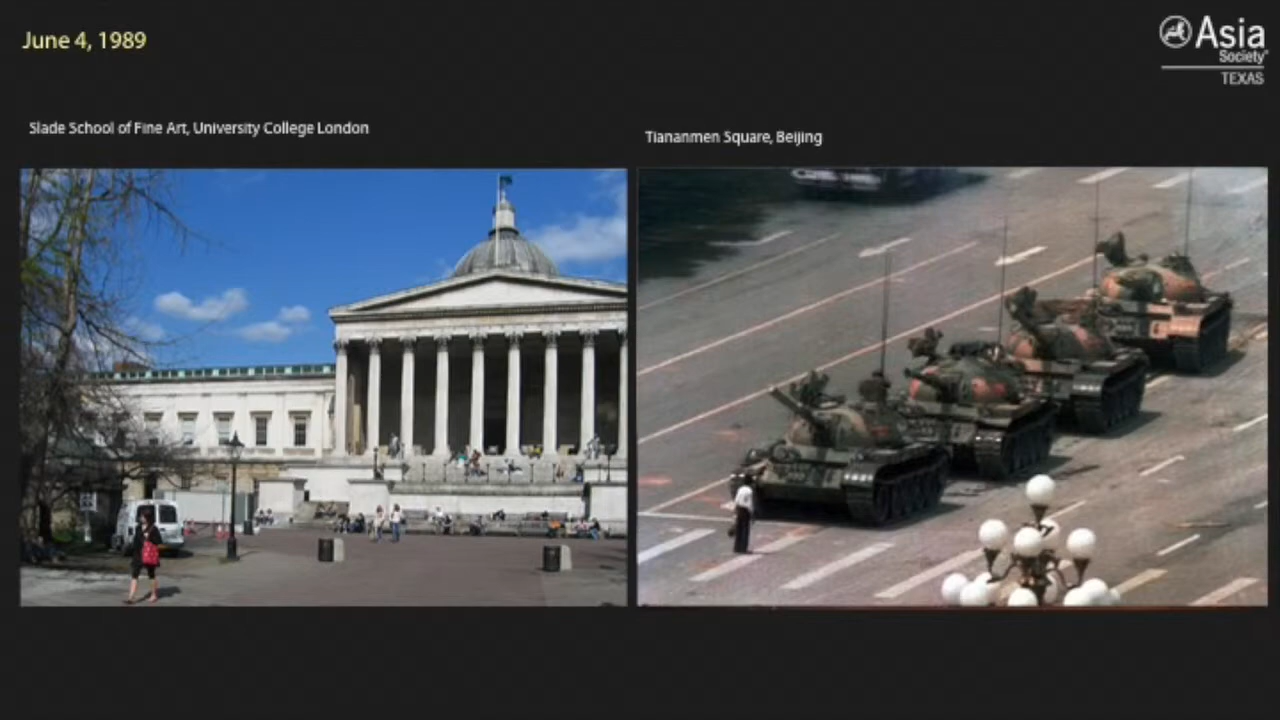 June 4, 1989
Asia
Society
TEXAS
Slade School of Fine Art, University College London
Tiananmen Square, Beijing